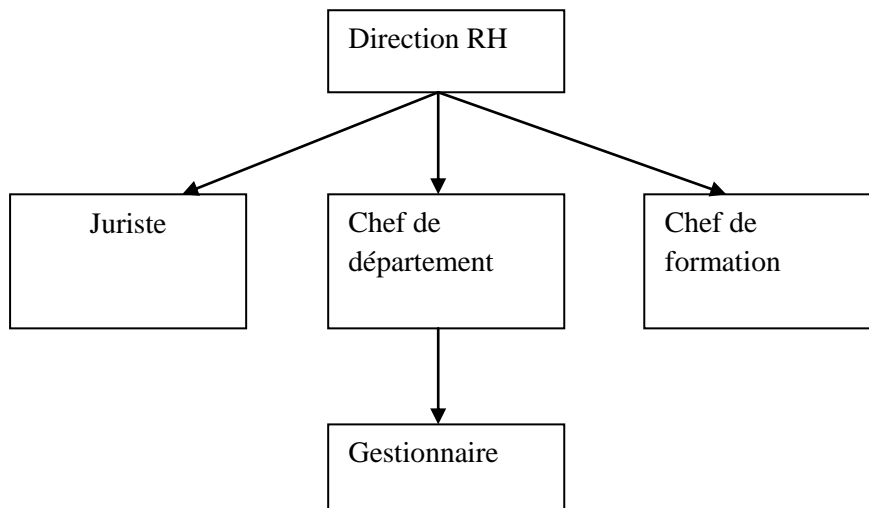 Direction RH
Juriste
Chef de
département
Chef de
formation
Gestionnaire